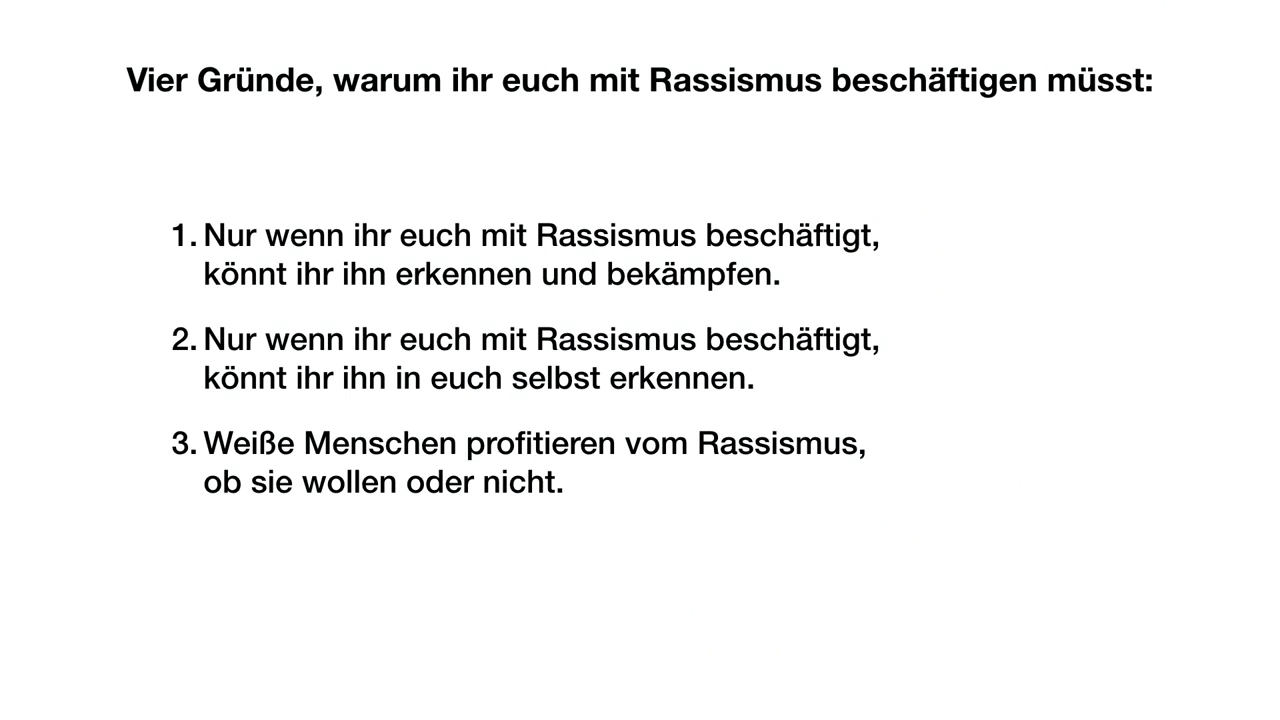 Vier Gründe, warum ihr euch mit Rassismus beschäftigen müsst:
1. Nur wenn ihr euch mit Rassismus beschäftigt,
könnt ihr ihn erkennen und bekämpfen.
2. Nur wenn ihr euch mit Rassismus beschäftigt,
könnt ihr ihn in euch selbst erkennen.
3. Weiße Menschen profitieren vom Rassismus,
ob sie wollen oder nicht.